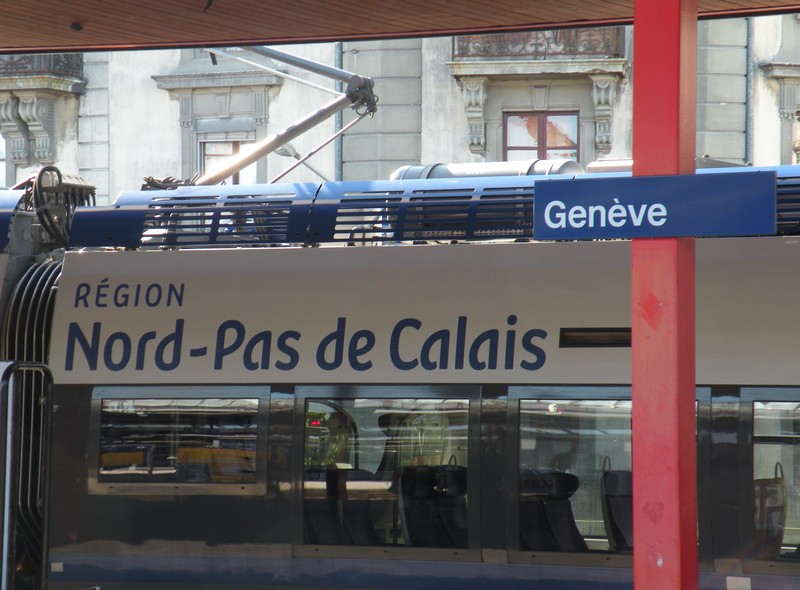 Genève
RÉGION
Nord-Pas de Calais